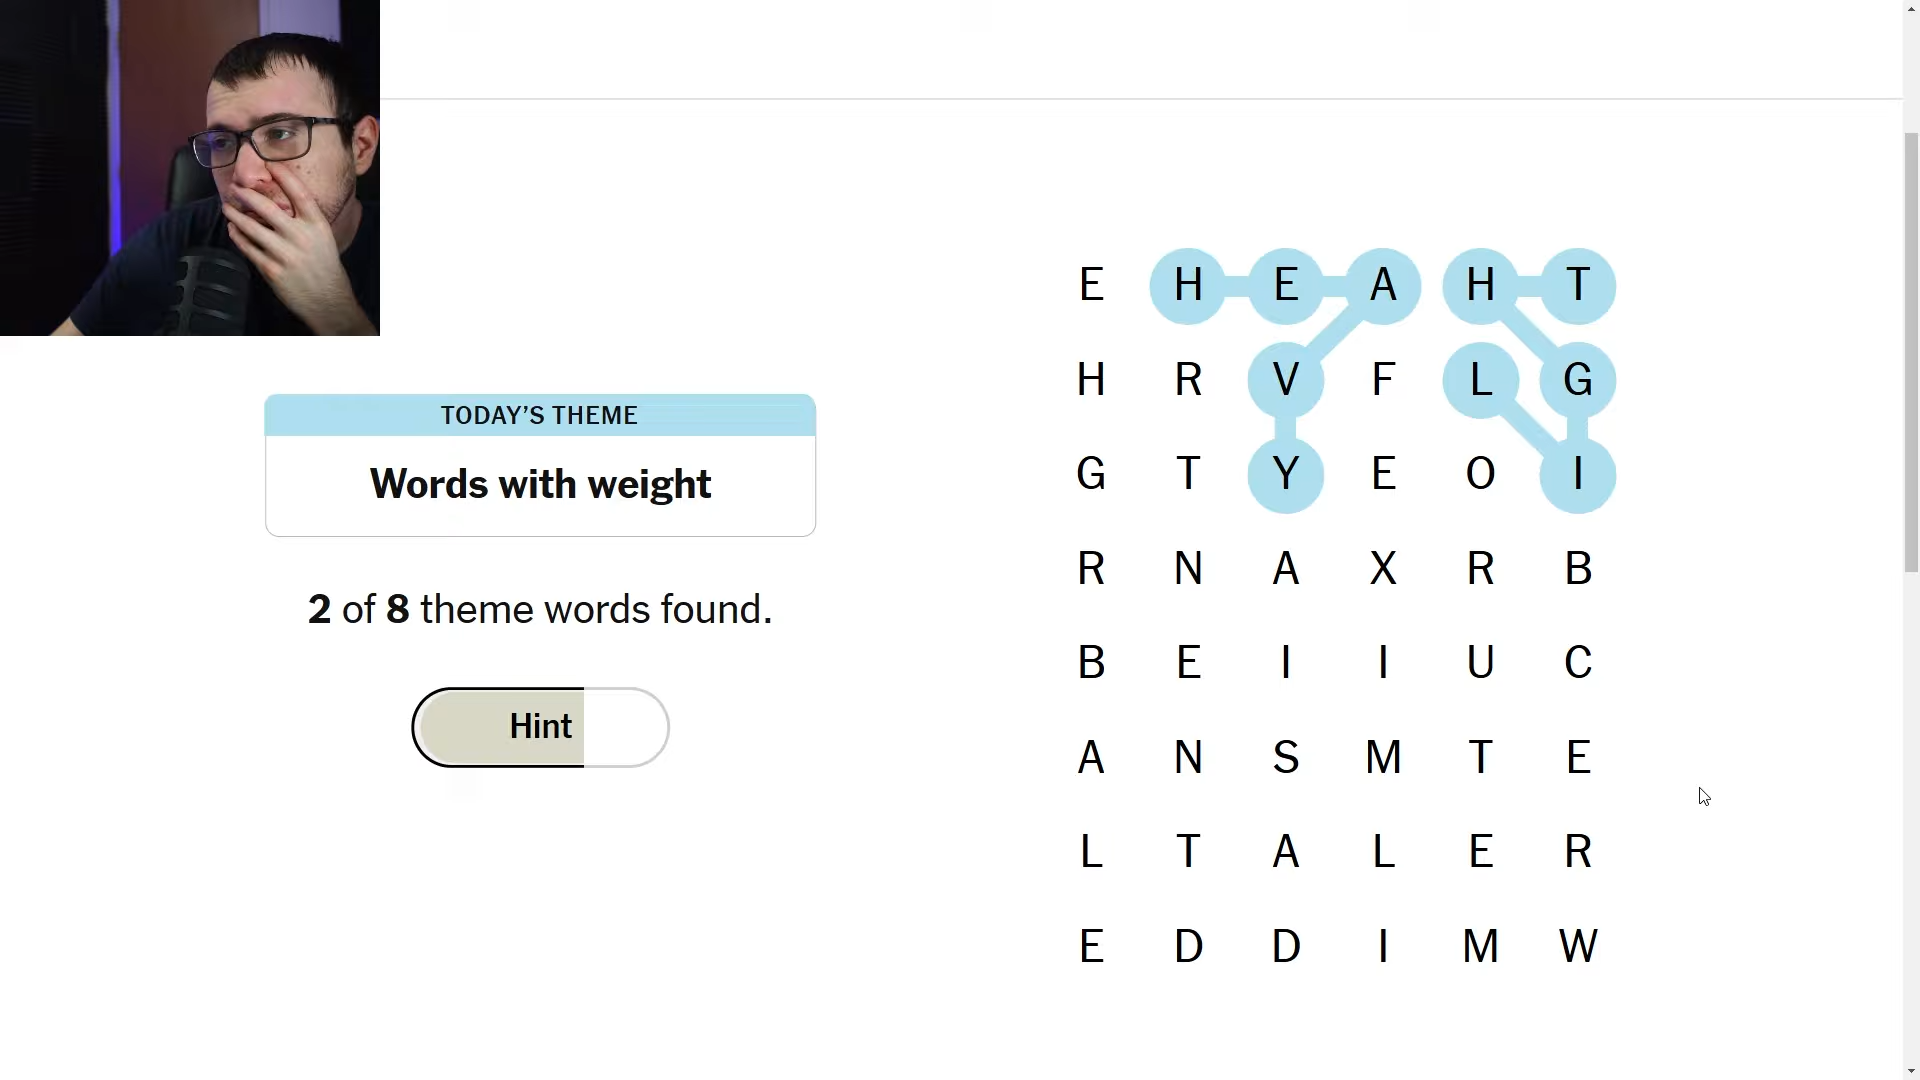 TODAY'S THEME
Words with weight
2 of 8 theme words found.
Hint
E H E A H T
H R V F L G
G T Y E O I
R N A X R B
B E I I U C
A N S M T E
L T A L E R
E D D I M W